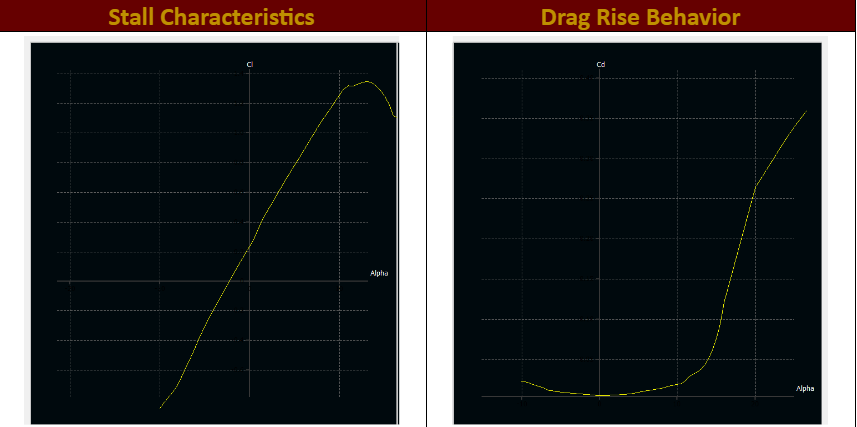 Stall Characteristics
Drag Rise Behavior
Cl
Alpha
Cd
Alpha